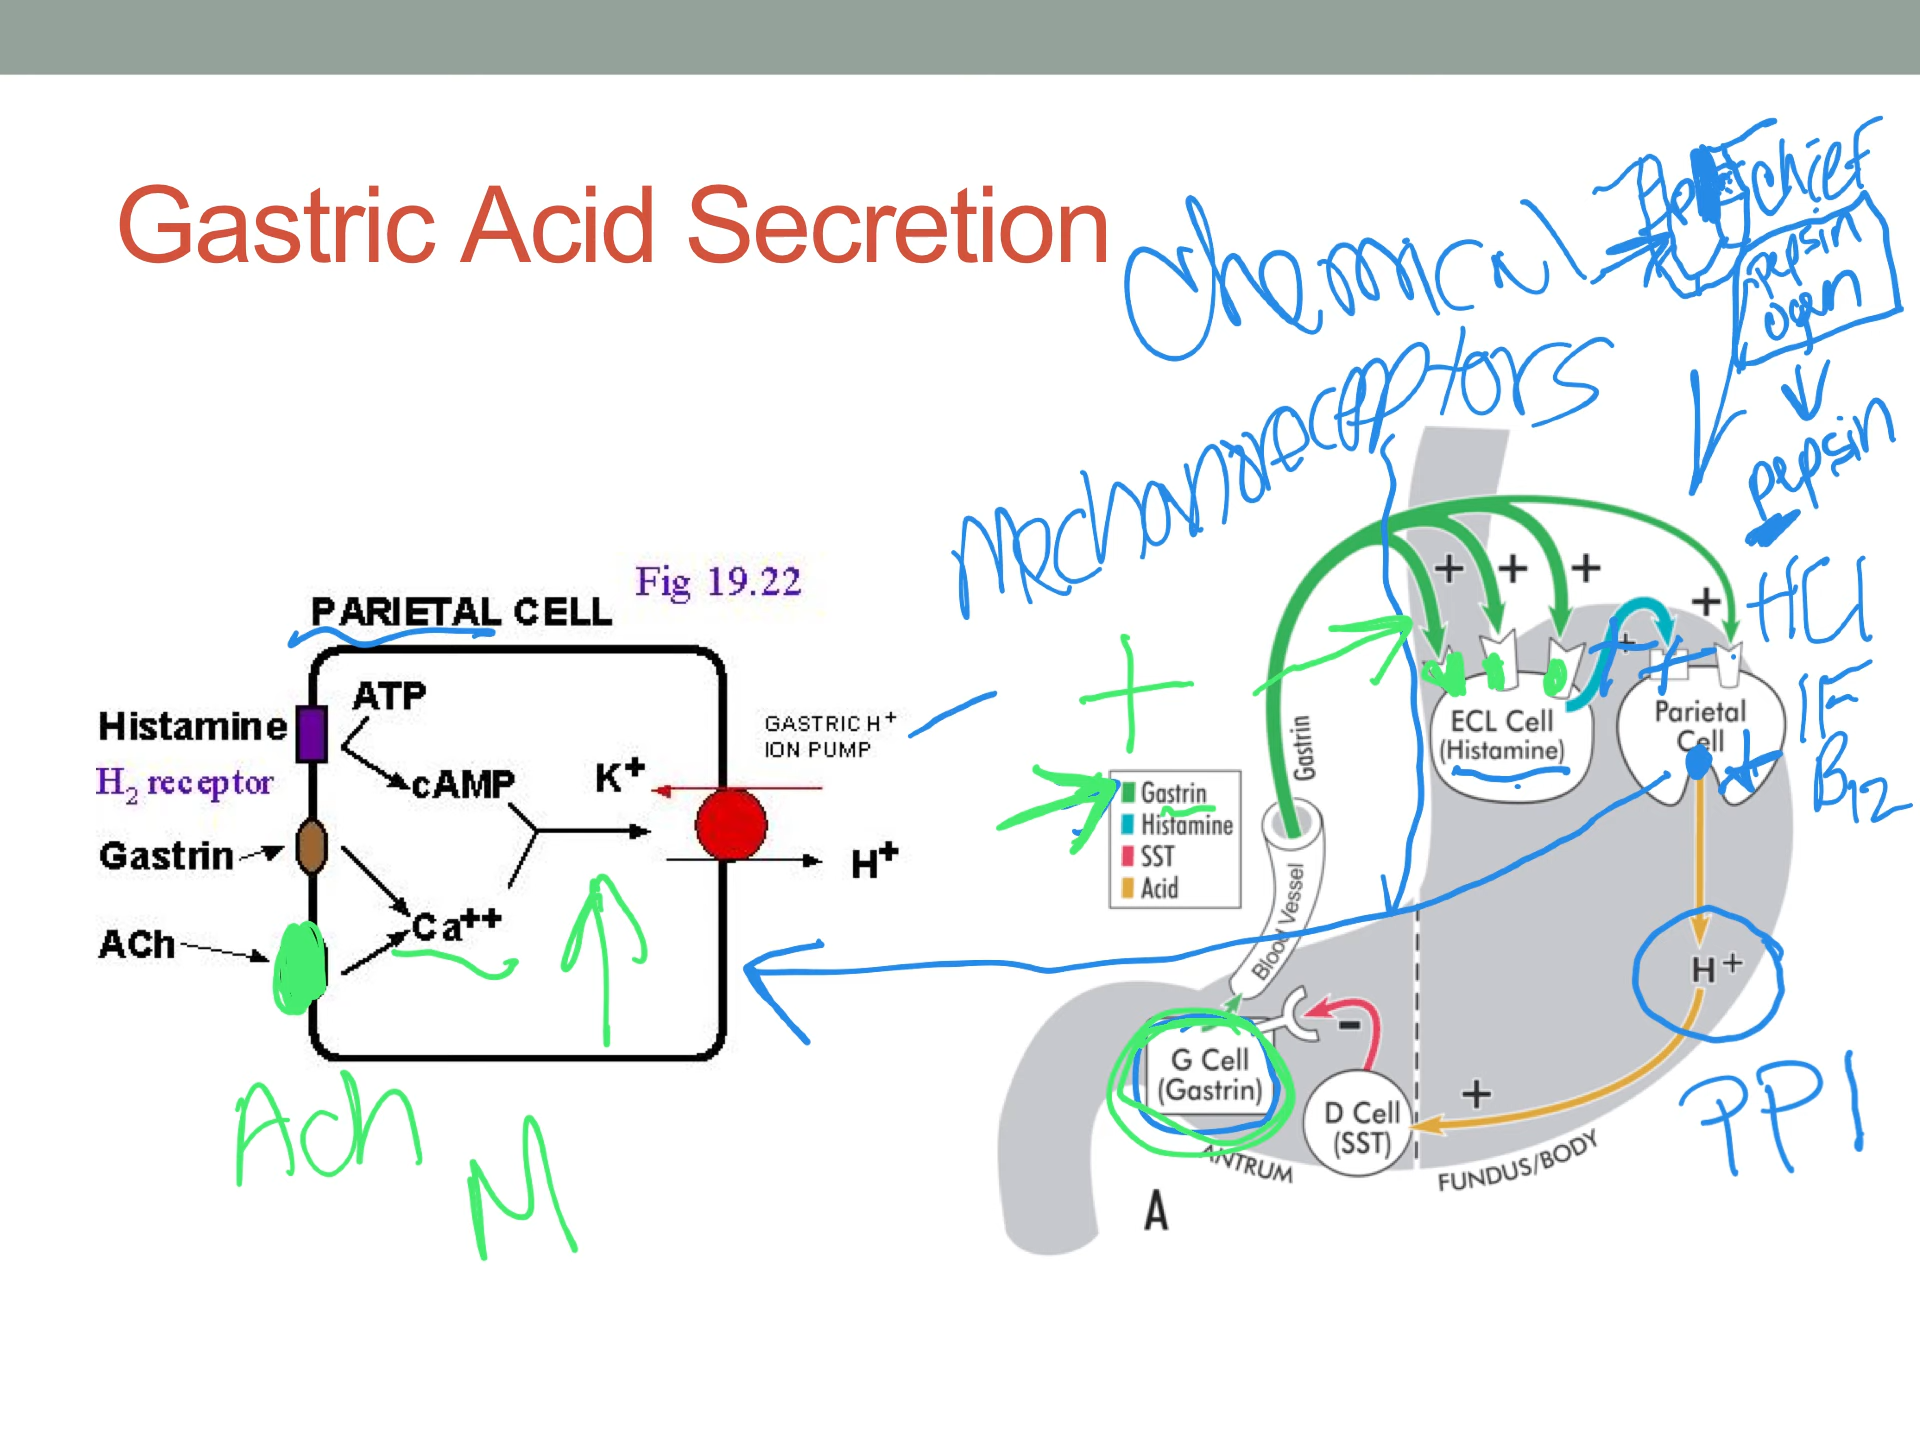 Gastric Acid Secretion
Chemical
chief
pepsin
ogen
pepsin
Mechanoreceptors
HCl
IF
B12
PPI
Fig 19.22
PARIETAL CELL
ATP
Histamine
H2 receptor
cAMP
K+
GASTRIC H+
ION PUMP
Gastrin
H+
ACh
Ca++
Ach
M
+
+
+
+
+
+
Gastrin
ECL Cell
(Histamine)
Parietal
Cell
+
Gastrin
Histamine
SST
Acid
Blood Vessel
H+
-
G Cell
(Gastrin)
D Cell
(SST)
+
ANTRUM
FUNDUS/BODY
A